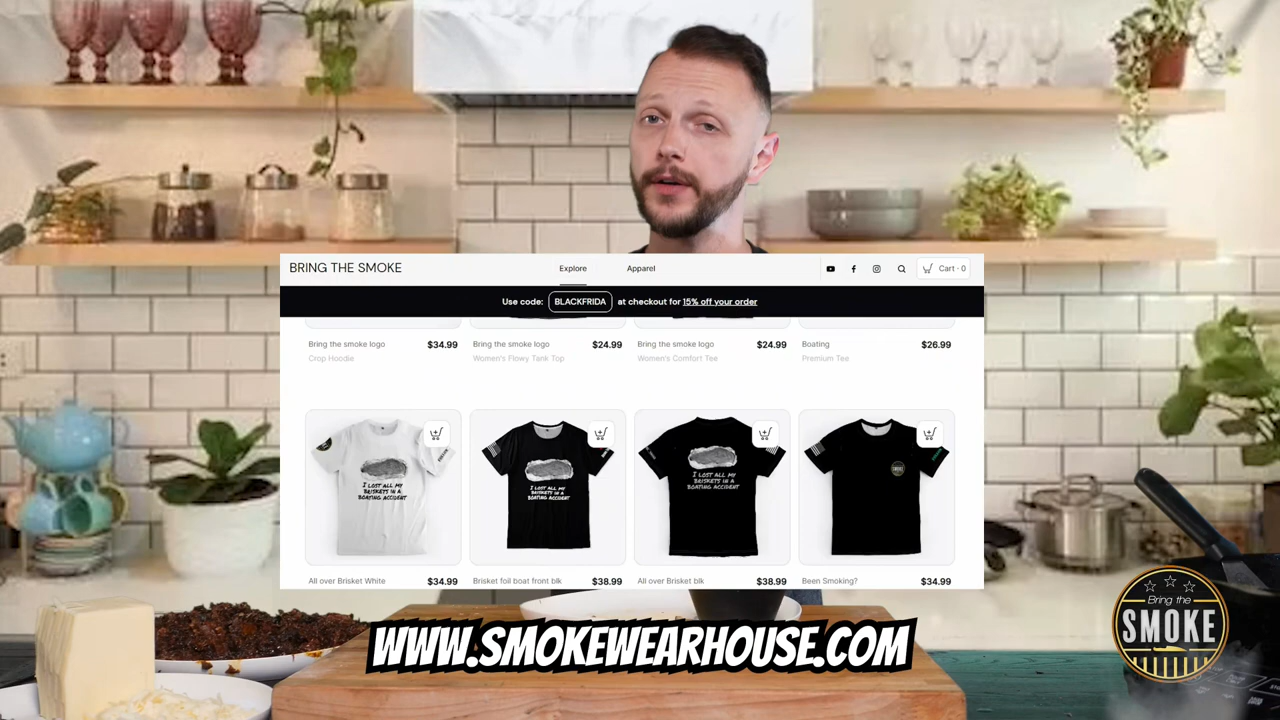 BRING THE SMOKE
Explore
Apparel
Cart · 0
Use code: BLACKFRIDA at checkout for 15% off your order
Bring the smoke logo $34.99
Crop Hoodie
Bring the smoke logo $24.99
Women's Flowy Tank Top
Bring the smoke logo $24.99
Women's Comfort Tee
Boating $26.99
Premium Tee
I LOST ALL MY
BRISKETS IN A
BOATING ACCIDENT
I LOST ALL MY
BRISKETS IN A
BOATING ACCIDENT
I LOST ALL MY
BRISKETS IN A
BOATING ACCIDENT
SMOKE
All over Brisket White $34.99
Brisket foil boat front blk $38.99
All over Brisket blk $38.99
Been Smoking? $34.99
WWW.SMOKEWEARHOUSE.COM
Bring the
SMOKE